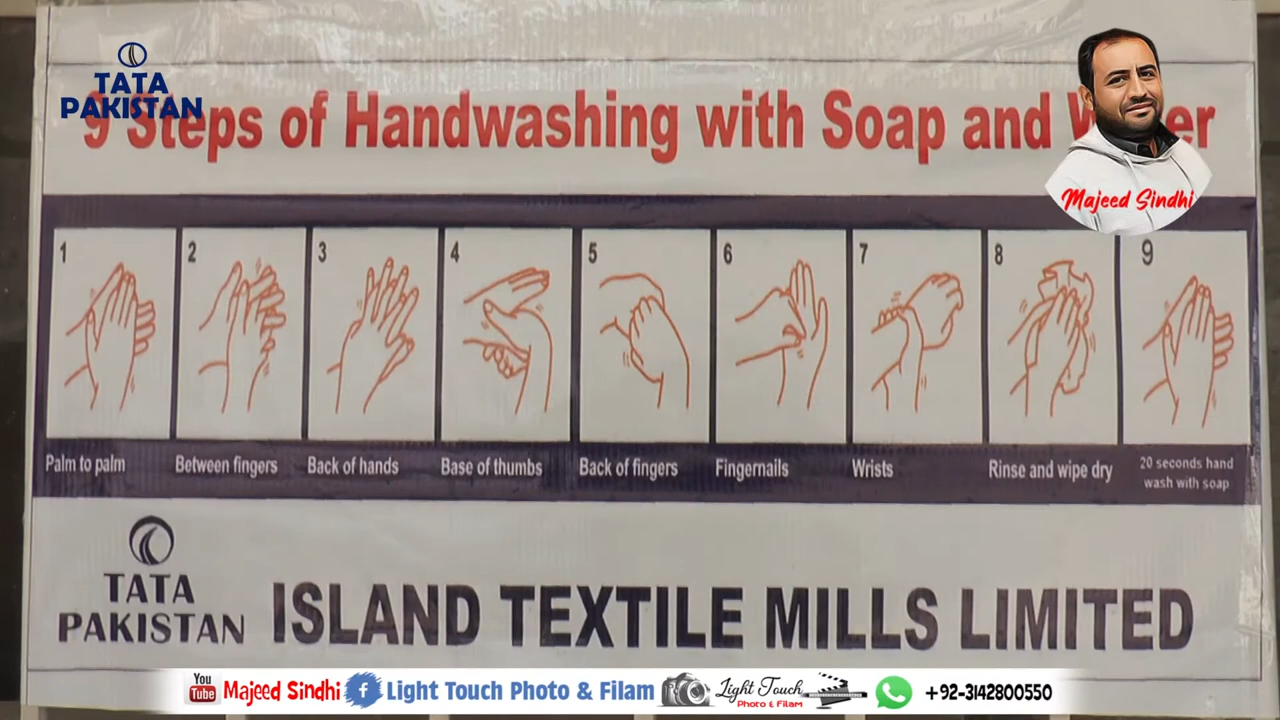 TATA
PAKISTAN
9 Steps of Handwashing with Soap and
Majeed Sindhi
1 2 3 4 5 6 7 8 9
Palm to palm
Between fingers
Back of hands
Base of thumbs
Back of fingers
Fingernails
Wrists
Rinse and wipe dry
20 seconds hand
wash with soap
TATA
PAKISTAN
ISLAND TEXTILE MILLS LIMITED
You
Tube Majeed Sindhi f Light Touch Photo & Filam Light Touch
Photo & Filam +92-3142800550